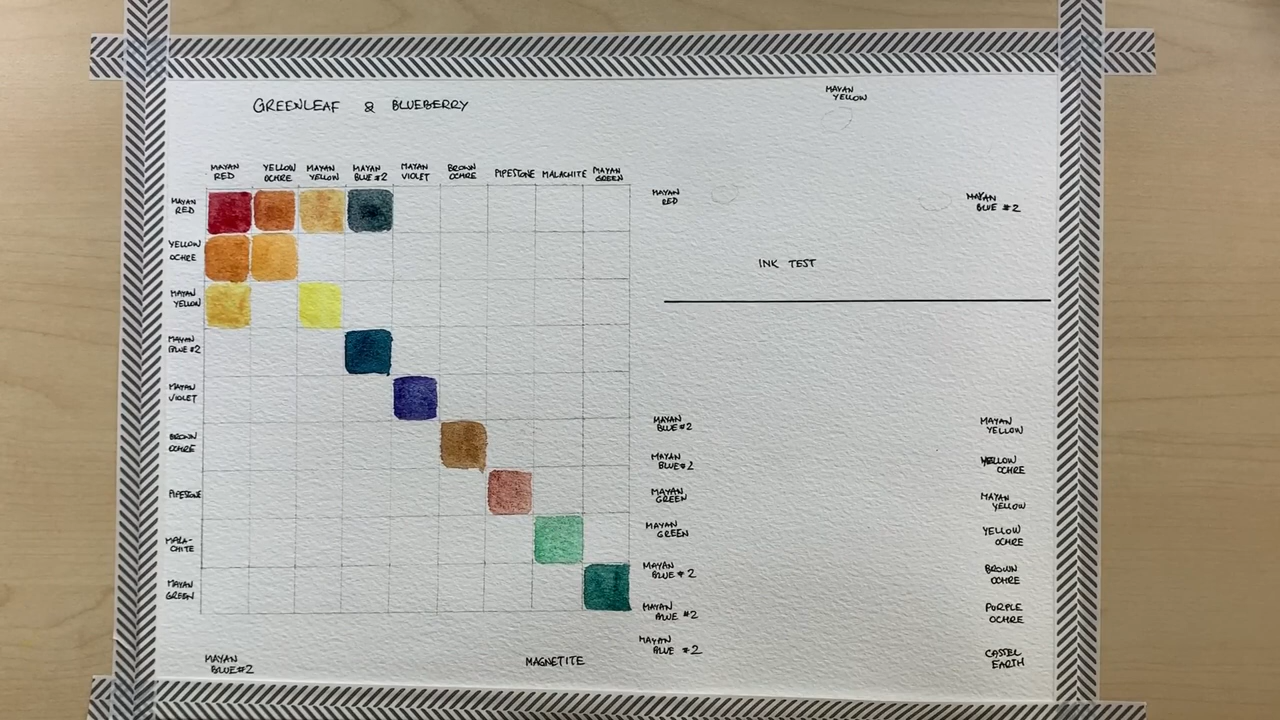 GREENLEAF & BLUEBERRY
MAYAN
YELLOW
MAYAN
RED
YELLOW
OCHRE
MAYAN
YELLOW
MAYAN
BLUE #2
MAYAN
VIOLET
BROWN
OCHRE
PIPESTONE
MALACHITE
MAYAN
GREEN
MAYAN
RED
YELLOW
OCHRE
MAYAN
YELLOW
MAYAN
BLUE #2
MAYAN
VIOLET
BROWN
OCHRE
PIPESTONE
MALA-
CHITE
MAYAN
GREEN
MAYAN
BLUE #2
MAGNETITE
MAYAN
RED
MAYAN
BLUE #2
INK TEST
MAYAN
BLUE #2
MAYAN
YELLOW
MAYAN
BLUE #2
YELLOW
OCHRE
MAYAN
GREEN
MAYAN
YELLOW
MAYAN
GREEN
YELLOW
OCHRE
MAYAN
BLUE #2
BROWN
OCHRE
MAYAN
BLUE #2
PURPLE
OCHRE
MAYAN
BLUE #2
CASSEL
EARTH